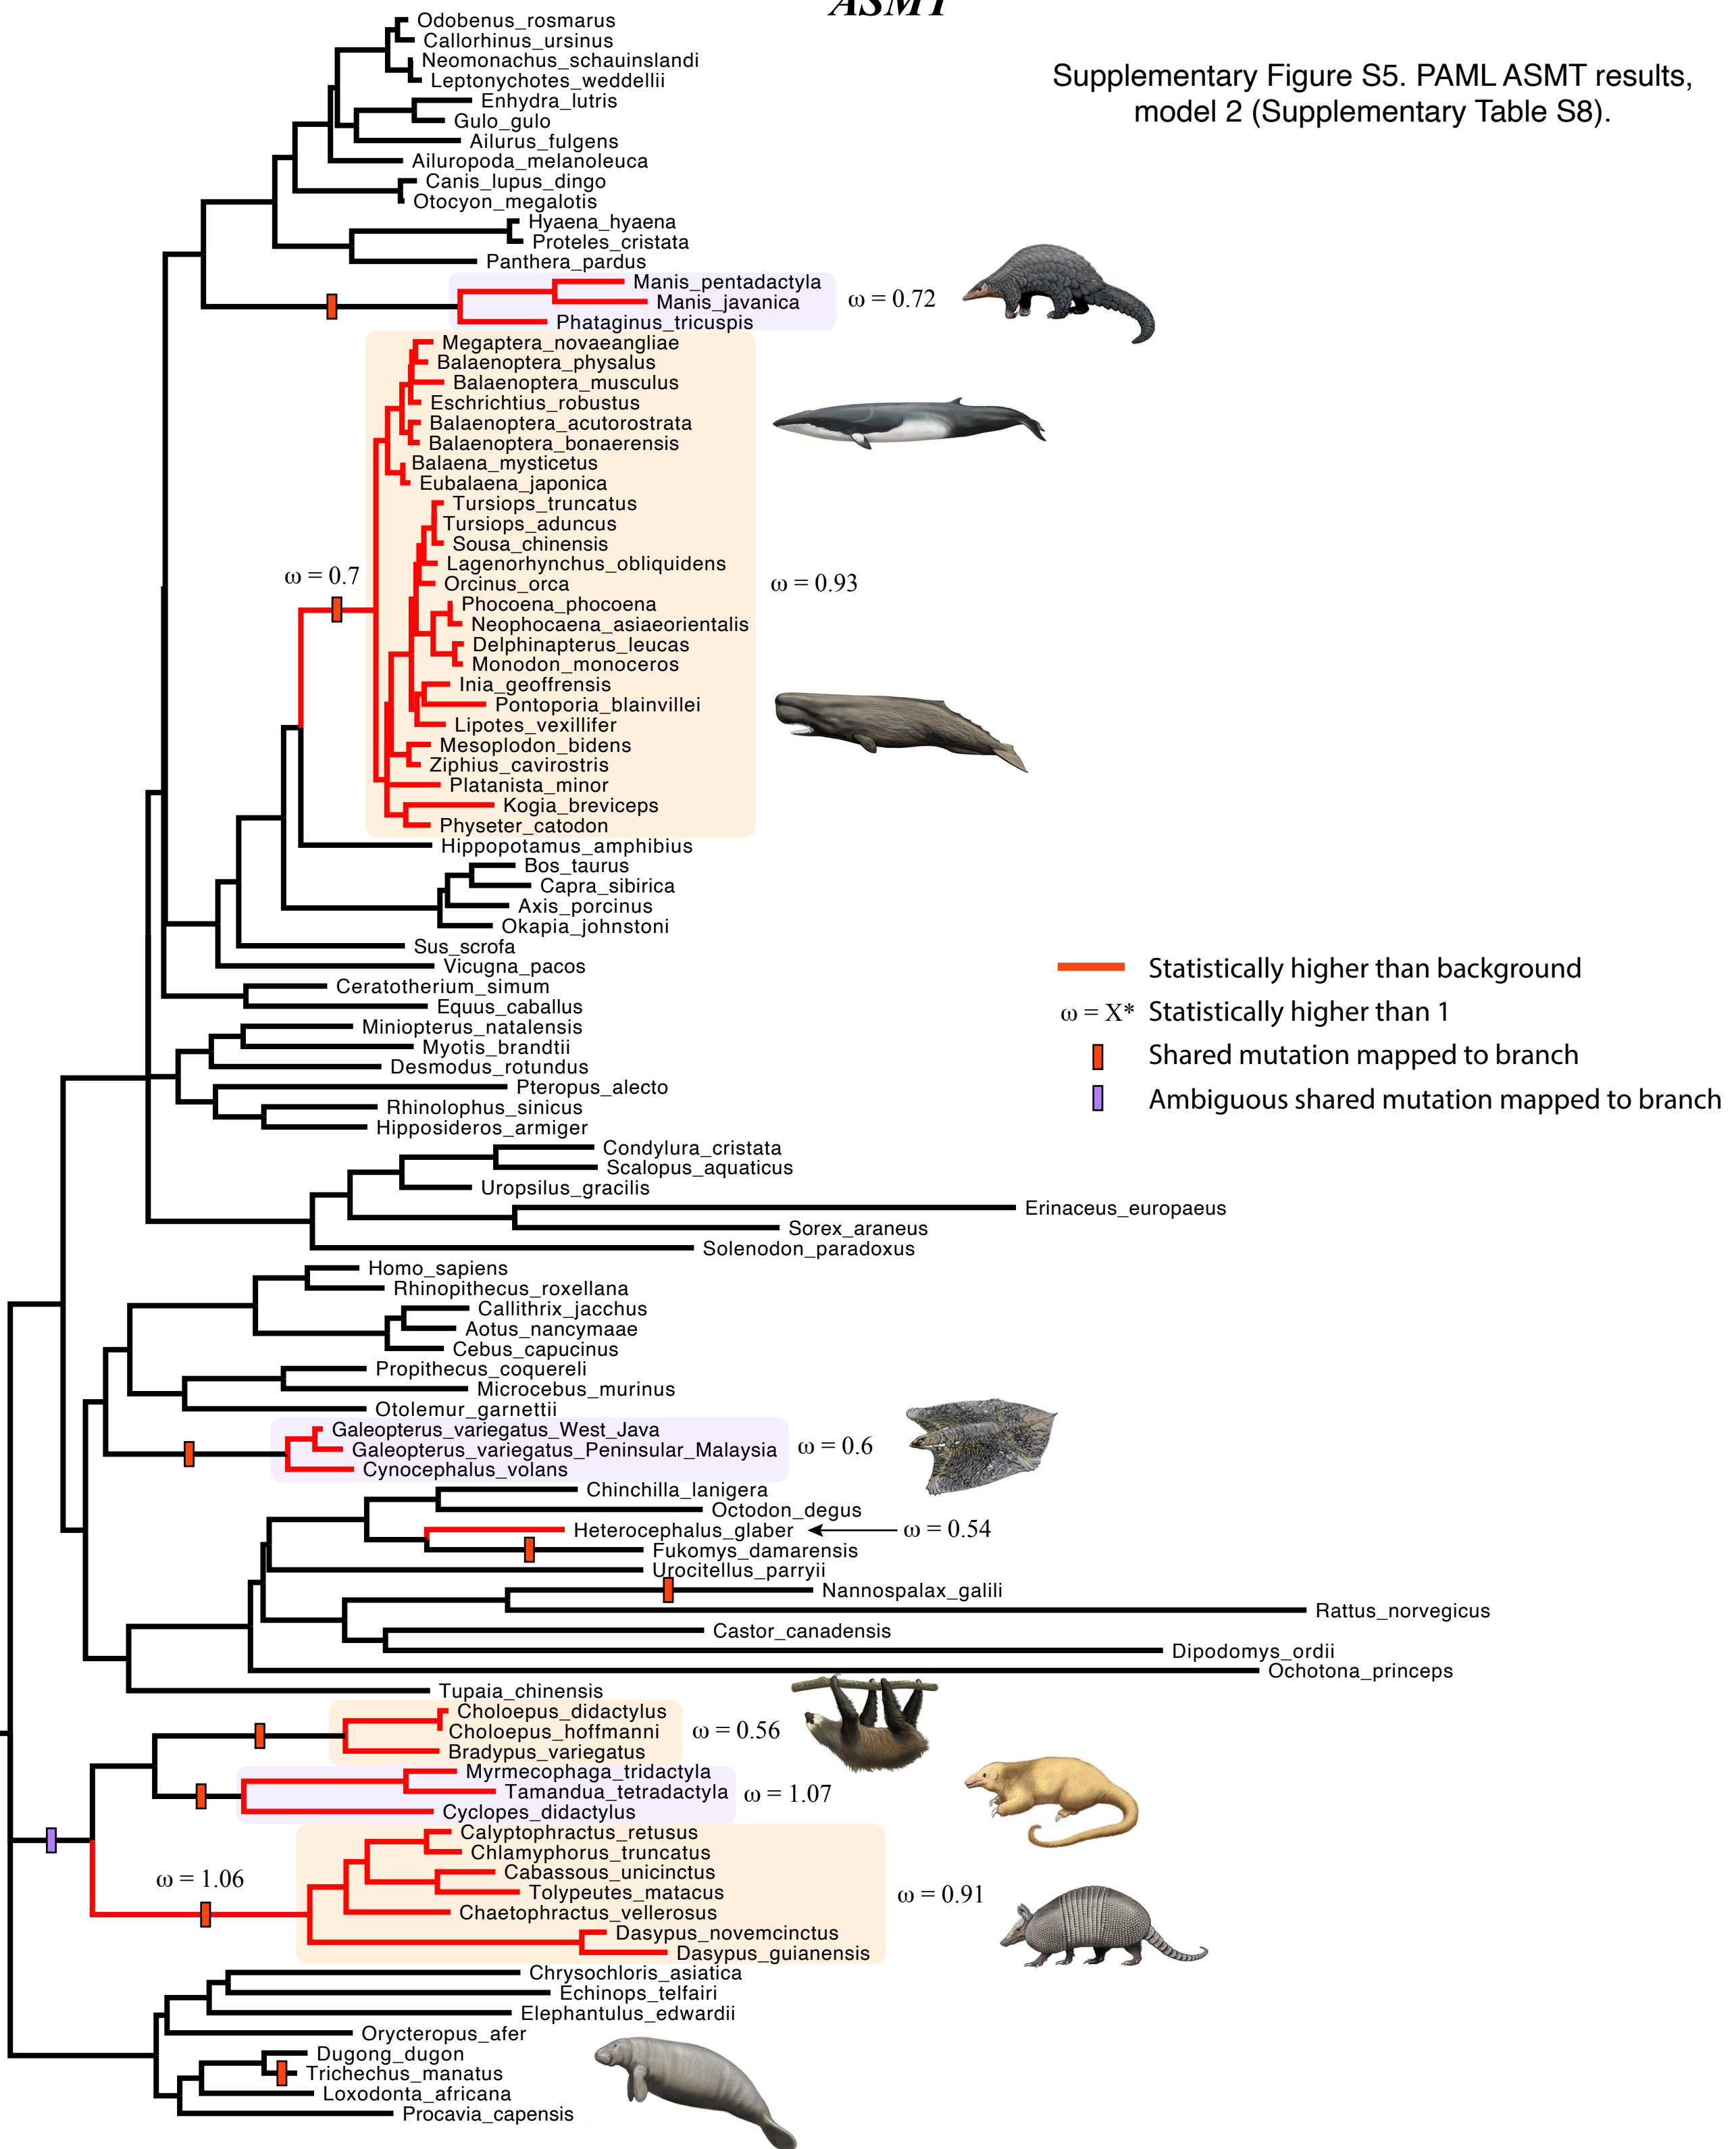 ASMT
Supplementary Figure S5. PAML ASMT results,
model 2 (Supplementary Table S8).
Odobenus_rosmarus
Callorhinus_ursinus
Neomonachus_schauinslandi
Leptonychotes_weddellii
Enhydra_lutris
Gulo_gulo
Ailurus_fulgens
Ailuropoda_melanoleuca
Canis_lupus_dingo
Otocyon_megalotis
Hyaena_hyaena
Proteles_cristata
Panthera_pardus
Manis_pentadactyla
Manis_javanica
ω = 0.72
Phataginus_tricuspis
Megaptera_novaeangliae
Balaenoptera_physalus
Balaenoptera_musculus
Eschrichtius_robustus
Balaenoptera_acutorostrata
Balaenoptera_bonaerensis
Balaena_mysticetus
Eubalaena_japonica
Tursiops_truncatus
Tursiops_aduncus
Sousa_chinensis
Lagenorhynchus_obliquidens
ω = 0.7
Orcinus_orca
ω = 0.93
Phocoena_phocoena
Neophocaena_asiaeorientalis
Delphinapterus_leucas
Monodon_monoceros
Inia_geoffrensis
Pontoporia_blainvillei
Lipotes_vexillifer
Mesoplodon_bidens
Ziphius_cavirostris
Platanista_minor
Kogia_breviceps
Physeter_catodon
Hippopotamus_amphibius
Bos_taurus
Capra_sibirica
Axis_porcinus
Okapia_johnstoni
Sus_scrofa
Vicugna_pacos
Ceratotherium_simum
Equus_caballus
Statistically higher than background
ω = X* Statistically higher than 1
Shared mutation mapped to branch
Ambiguous shared mutation mapped to branch
Miniopterus_natalensis
Myotis_brandtii
Desmodus_rotundus
Pteropus_alecto
Rhinolophus_sinicus
Hipposideros_armiger
Condylura_cristata
Scalopus_aquaticus
Uropsilus_gracilis
Erinaceus_europaeus
Sorex_araneus
Solenodon_paradoxus
Homo_sapiens
Rhinopithecus_roxellana
Callithrix_jacchus
Aotus_nancymaae
Cebus_capucinus
Propithecus_coquereli
Microcebus_murinus
Otolemur_garnettii
Galeopterus_variegatus_West_Java
Galeopterus_variegatus_Peninsular_Malaysia
ω = 0.6
Cynocephalus_volans
Chinchilla_lanigera
Octodon_degus
Heterocephalus_glaber
ω = 0.54
Fukomys_damarensis
Urocitellus_parryii
Nannospalax_galili
Rattus_norvegicus
Castor_canadensis
Dipodomys_ordii
Ochotona_princeps
Tupaia_chinensis
Choloepus_didactylus
Choloepus_hoffmanni
ω = 0.56
Bradypus_variegatus
Myrmecophaga_tridactyla
Tamandua_tetradactyla
ω = 1.07
Cyclopes_didactylus
Calyptophractus_retusus
Chlamyphorus_truncatus
Cabassous_unicinctus
ω = 1.06
Tolypeutes_matacus
ω = 0.91
Chaetophractus_vellerosus
Dasypus_novemcinctus
Dasypus_guianensis
Chrysochloris_asiatica
Echinops_telfairi
Elephantulus_edwardii
Orycteropus_afer
Dugong_dugon
Trichechus_manatus
Loxodonta_africana
Procavia_capensis